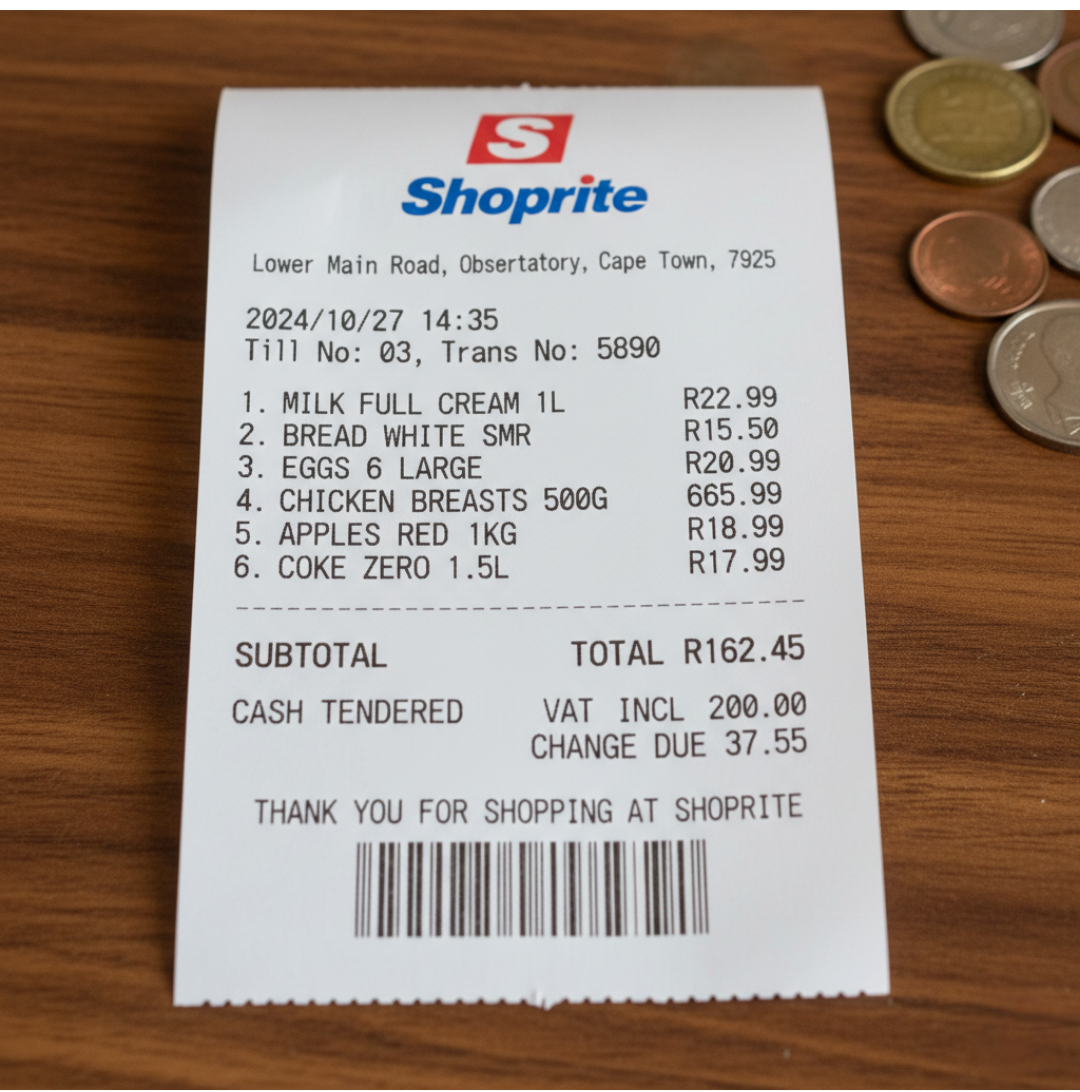 S
Shoprite
Lower Main Road, Obsertatory, Cape Town, 7925
2024/10/27 14:35
Till No: 03, Trans No: 5890
1. MILK FULL CREAM 1L R22.99
2. BREAD WHITE SMR R15.50
3. EGGS 6 LARGE R20.99
4. CHICKEN BREASTS 500G 665.99
5. APPLES RED 1KG R18.99
6. COKE ZERO 1.5L R17.99
SUBTOTAL TOTAL R162.45
CASH TENDERED VAT INCL 200.00
CHANGE DUE 37.55
THANK YOU FOR SHOPPING AT SHOPRITE